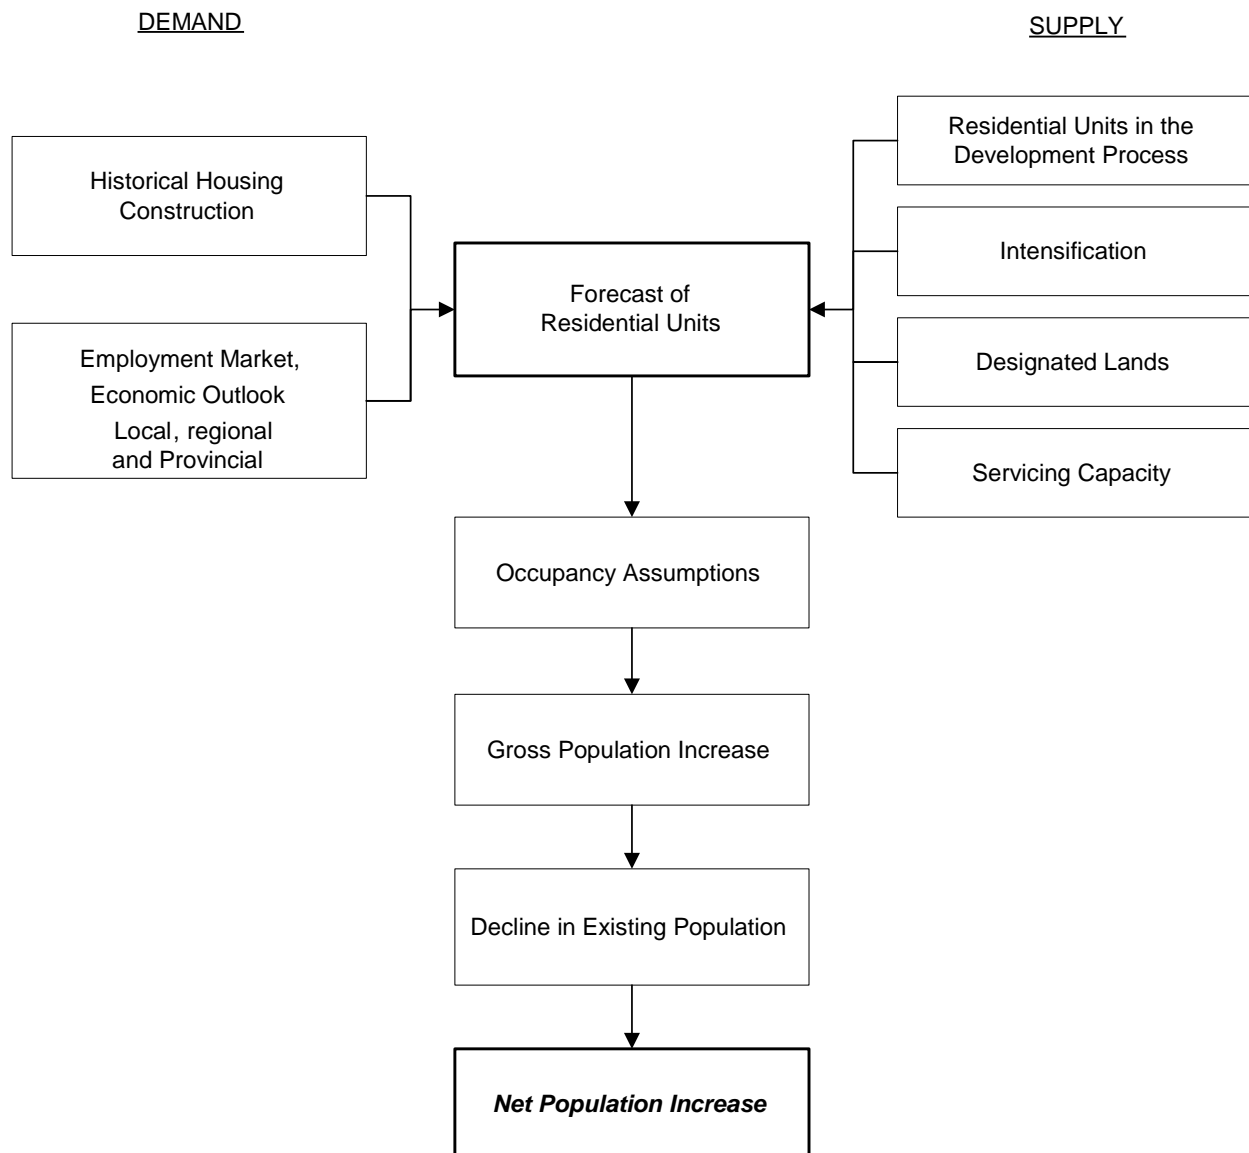 DEMAND
SUPPLY
Historical Housing
Construction
Employment Market,
Economic Outlook
Local, regional
and Provincial
Forecast of
Residential Units
Residential Units in the
Development Process
Intensification
Designated Lands
Servicing Capacity
Occupancy Assumptions
Gross Population Increase
Decline in Existing Population
Net Population Increase